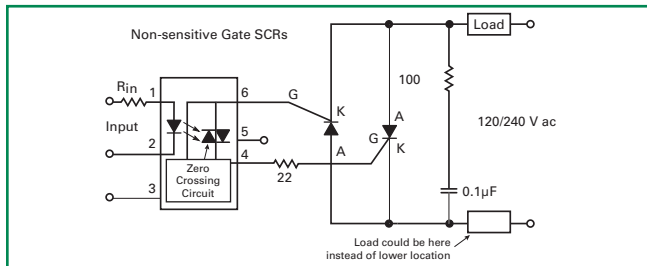 Non-sensitive Gate SCRs
Load
Rin
1
6
G
100
K
A
Input
5
G
K
120/240 V ac
2
A
4
Zero
Crossing
Circuit
22
3
0.1µF
Load could be here
instead of lower location